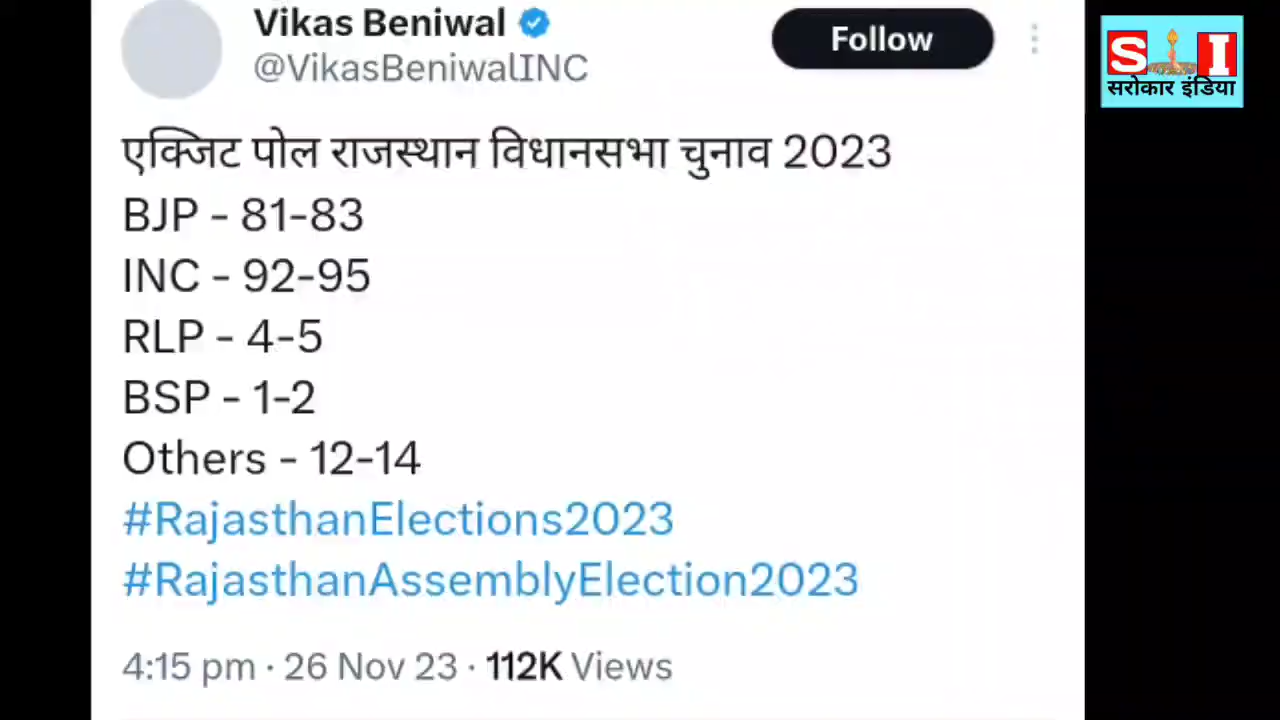 Vikas Beniwal
@VikasBeniwalINC
Follow
S I
सरोकार इंडिया
एक्जिट पोल राजस्थान विधानसभा चुनाव 2023
BJP - 81-83
INC - 92-95
RLP - 4-5
BSP - 1-2
Others - 12-14
#RajasthanElections2023
#RajasthanAssemblyElection2023
4:15 pm · 26 Nov 23 · 112K Views